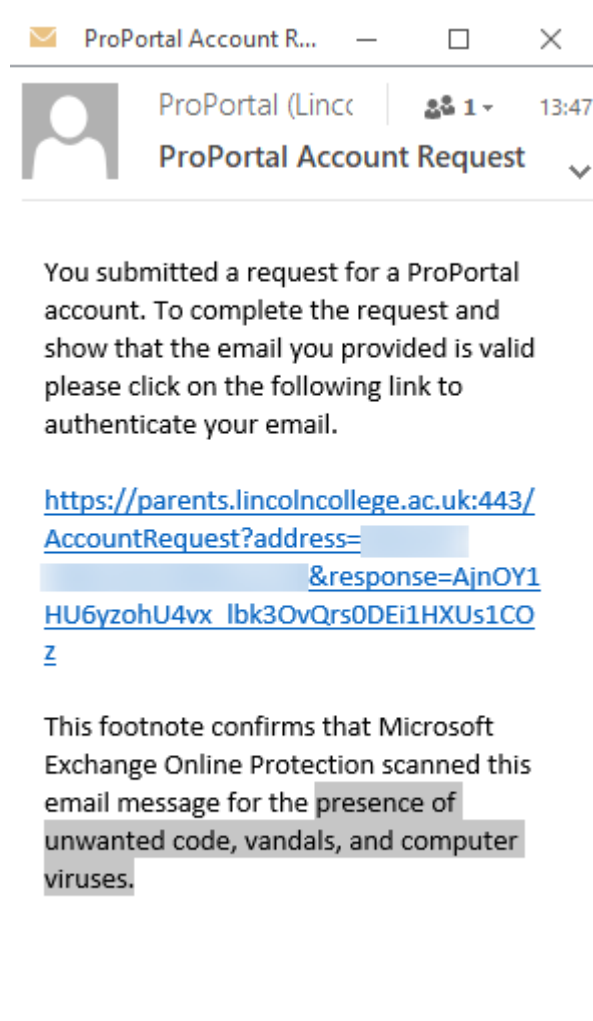 ProPortal Account R...
ProPortal (Linc
1
13:47
ProPortal Account Request
You submitted a request for a ProPortal
account. To complete the request and
show that the email you provided is valid
please click on the following link to
authenticate your email.
https://parents.lincolncollege.ac.uk:443/
AccountRequest?address=
&response=AjnOY1
HU6yzohU4vx_lbk3OvQrs0DEi1HXUs1CO
z
This footnote confirms that Microsoft
Exchange Online Protection scanned this
email message for the presence of
unwanted code, vandals, and computer
viruses.